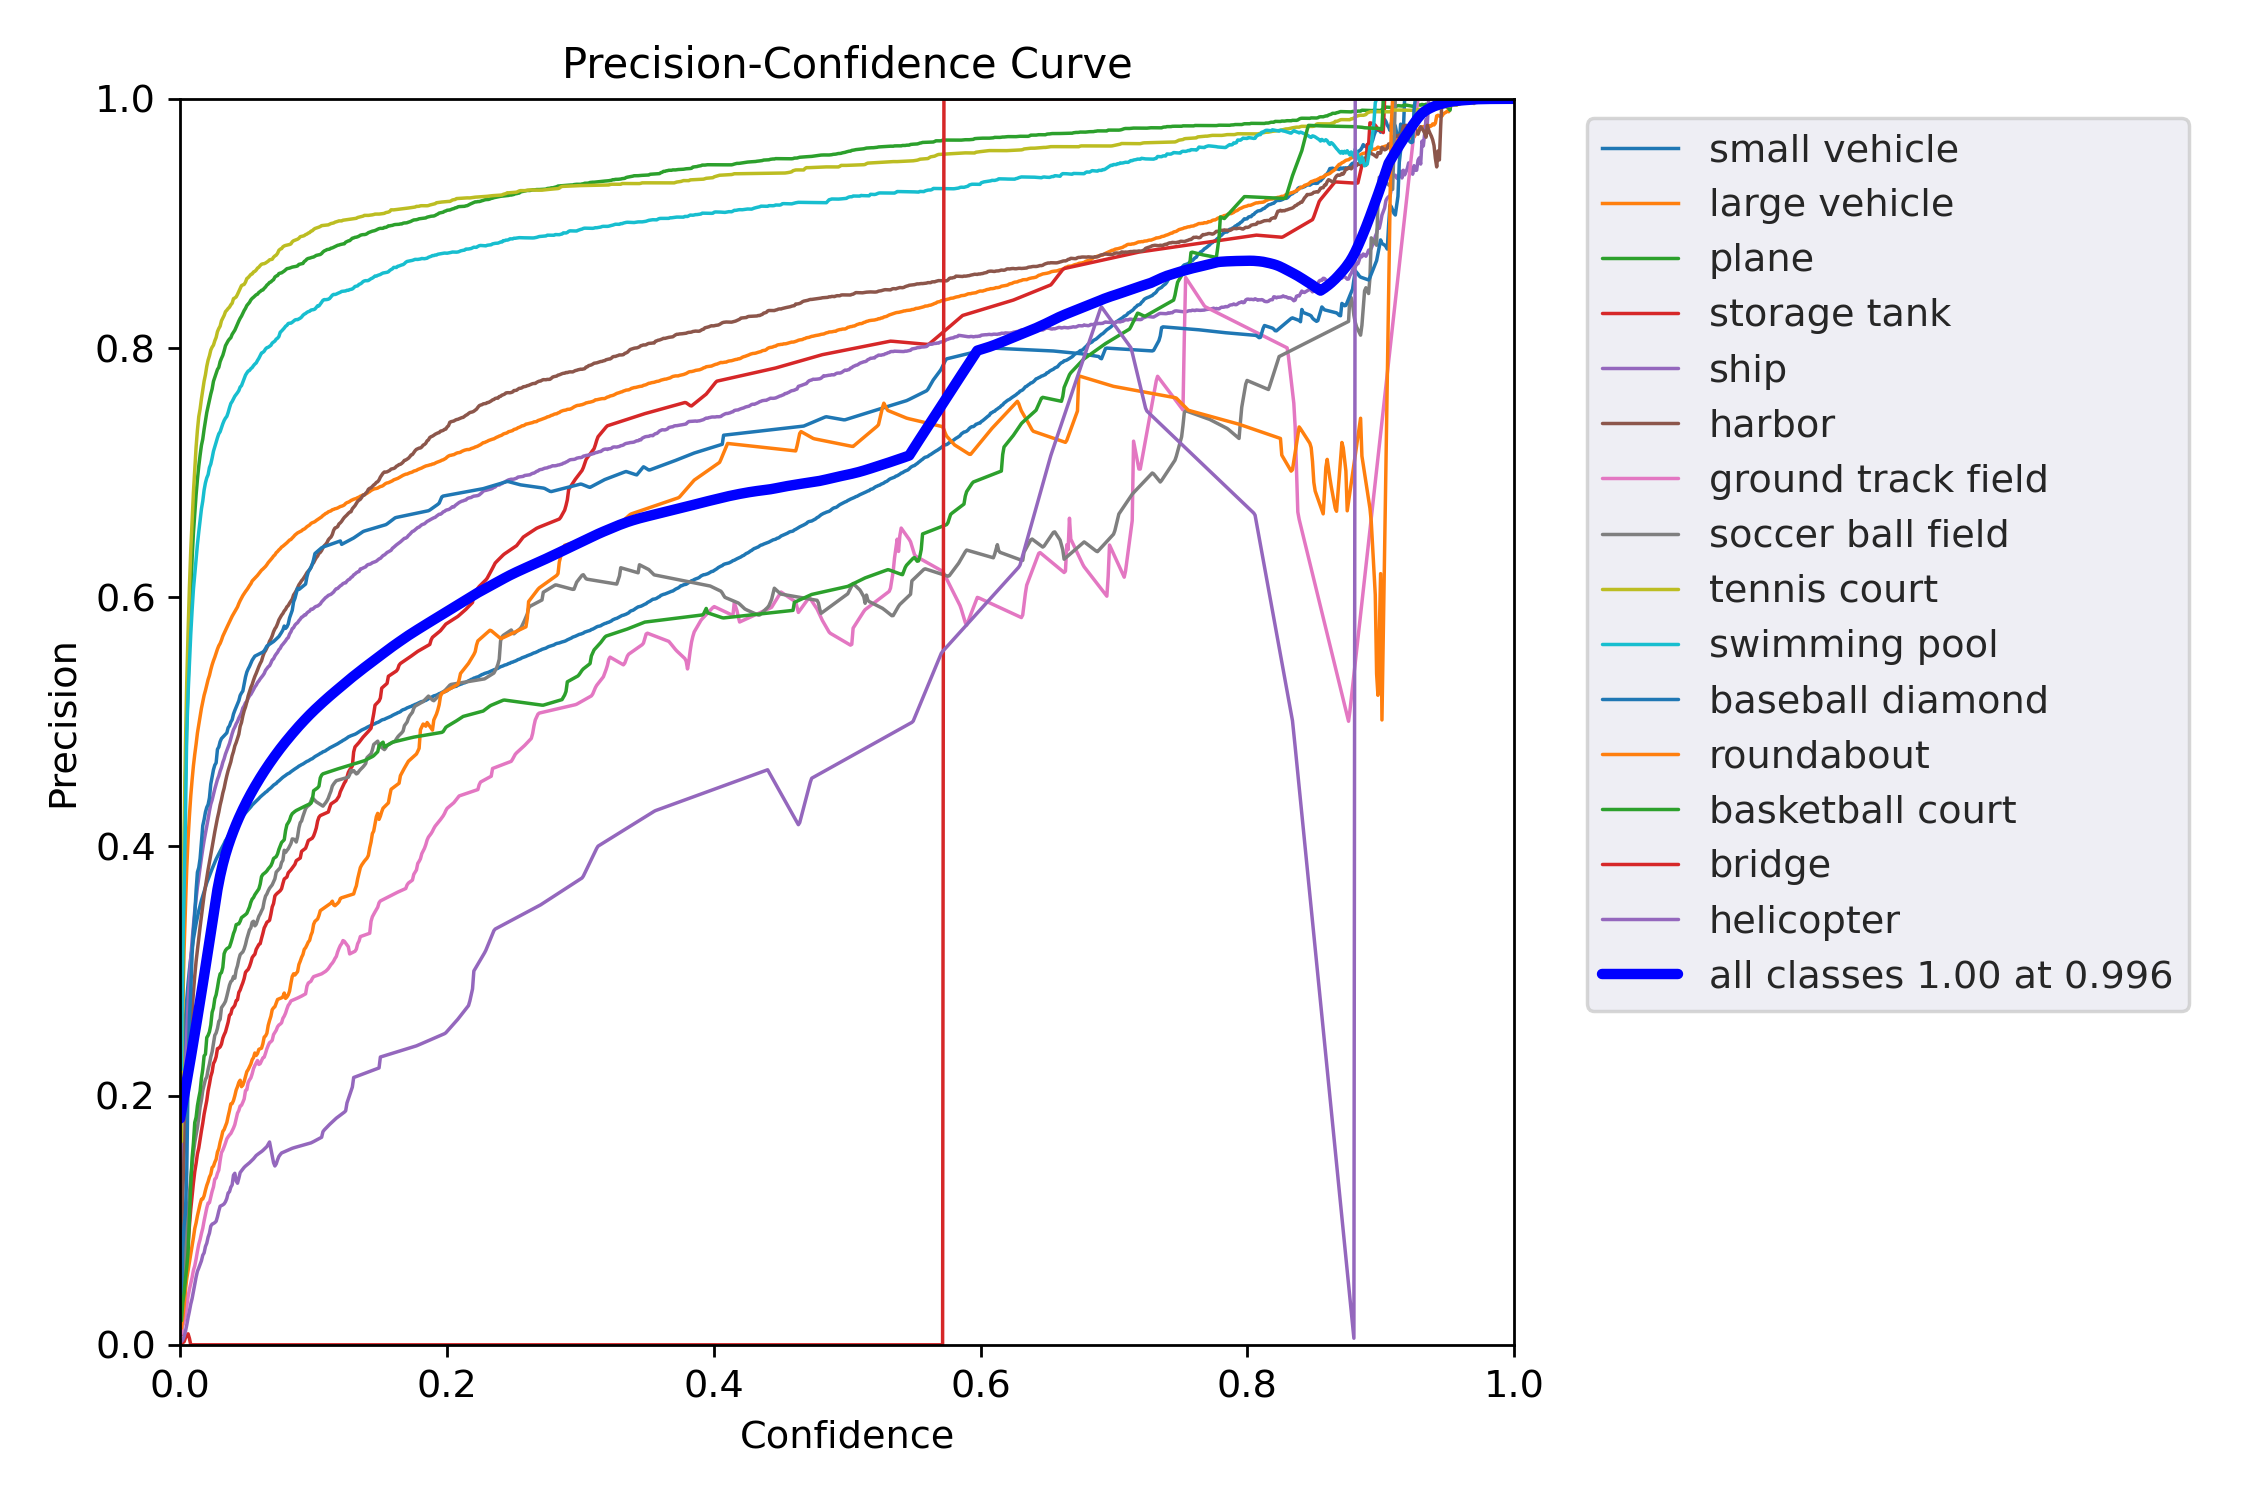 Precision-Confidence Curve
1.0
0.8
0.6
0.4
0.2
0.0
Precision
0.0 0.2 0.4 0.6 0.8 1.0
Confidence
small vehicle
large vehicle
plane
storage tank
ship
harbor
ground track field
soccer ball field
tennis court
swimming pool
baseball diamond
roundabout
basketball court
bridge
helicopter
all classes 1.00 at 0.996